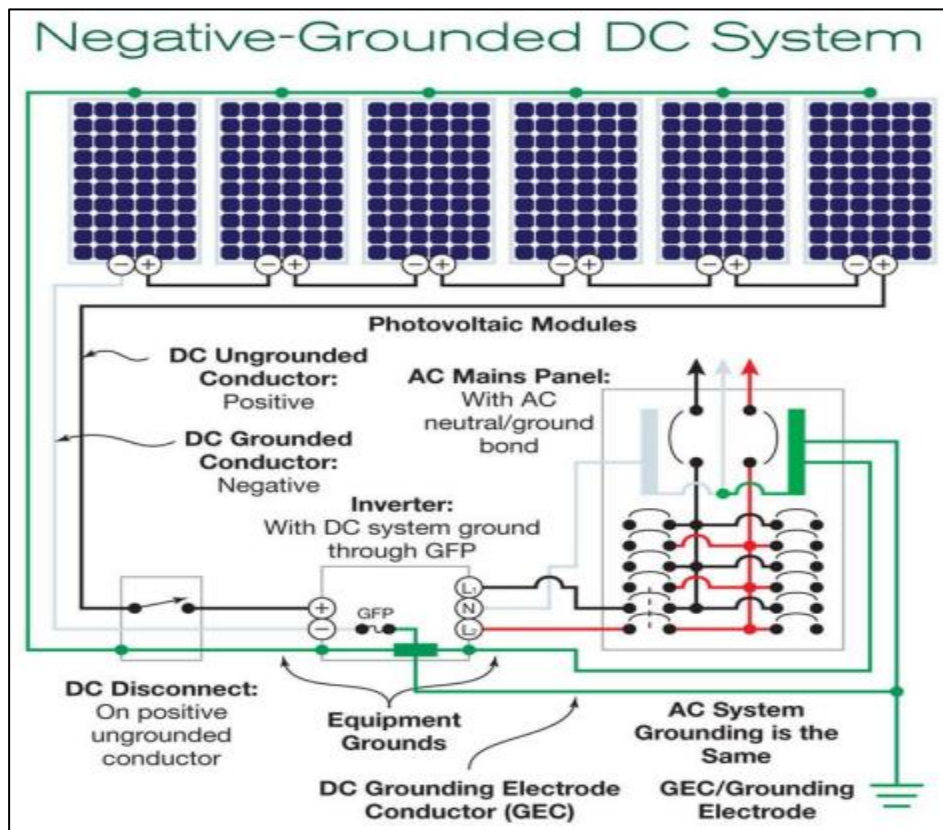 Negative-Grounded DC System
− + − + − + − + − + − +
Photovoltaic Modules
DC Ungrounded
Conductor:
Positive
DC Grounded
Conductor:
Negative
AC Mains Panel:
With AC
neutral/ground
bond
Inverter:
With DC system ground
through GFP
+
−
GFP
L1
N
L2
DC Disconnect:
On positive
ungrounded
conductor
Equipment
Grounds
DC Grounding Electrode
Conductor (GEC)
AC System
Grounding is the
Same
GEC/Grounding
Electrode